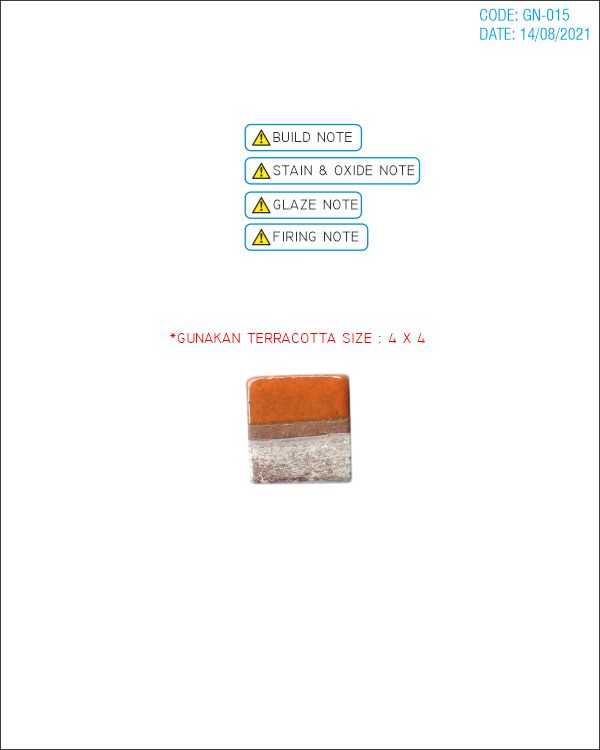 CODE: GN-015
DATE: 14/08/2021
BUILD NOTE
STAIN & OXIDE NOTE
GLAZE NOTE
FIRING NOTE
*GUNAKAN TERRACOTTA SIZE : 4 X 4